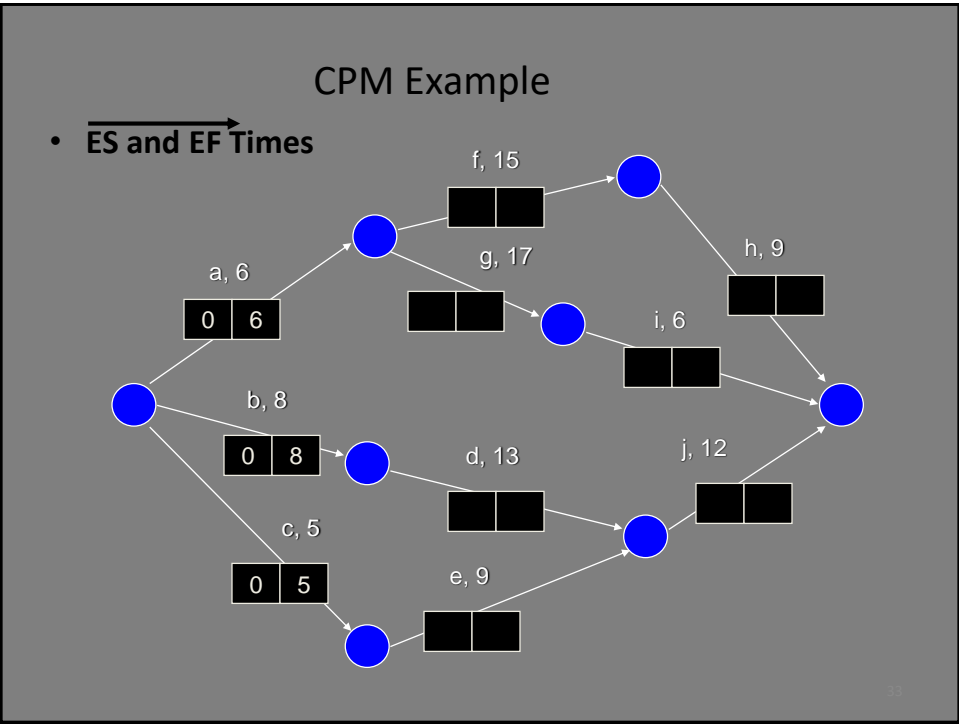 CPM Example
• ES and EF Times
f, 15
g, 17
h, 9
a, 6
0 6
i, 6
b, 8
0 8
d, 13
j, 12
c, 5
0 5
e, 9
33